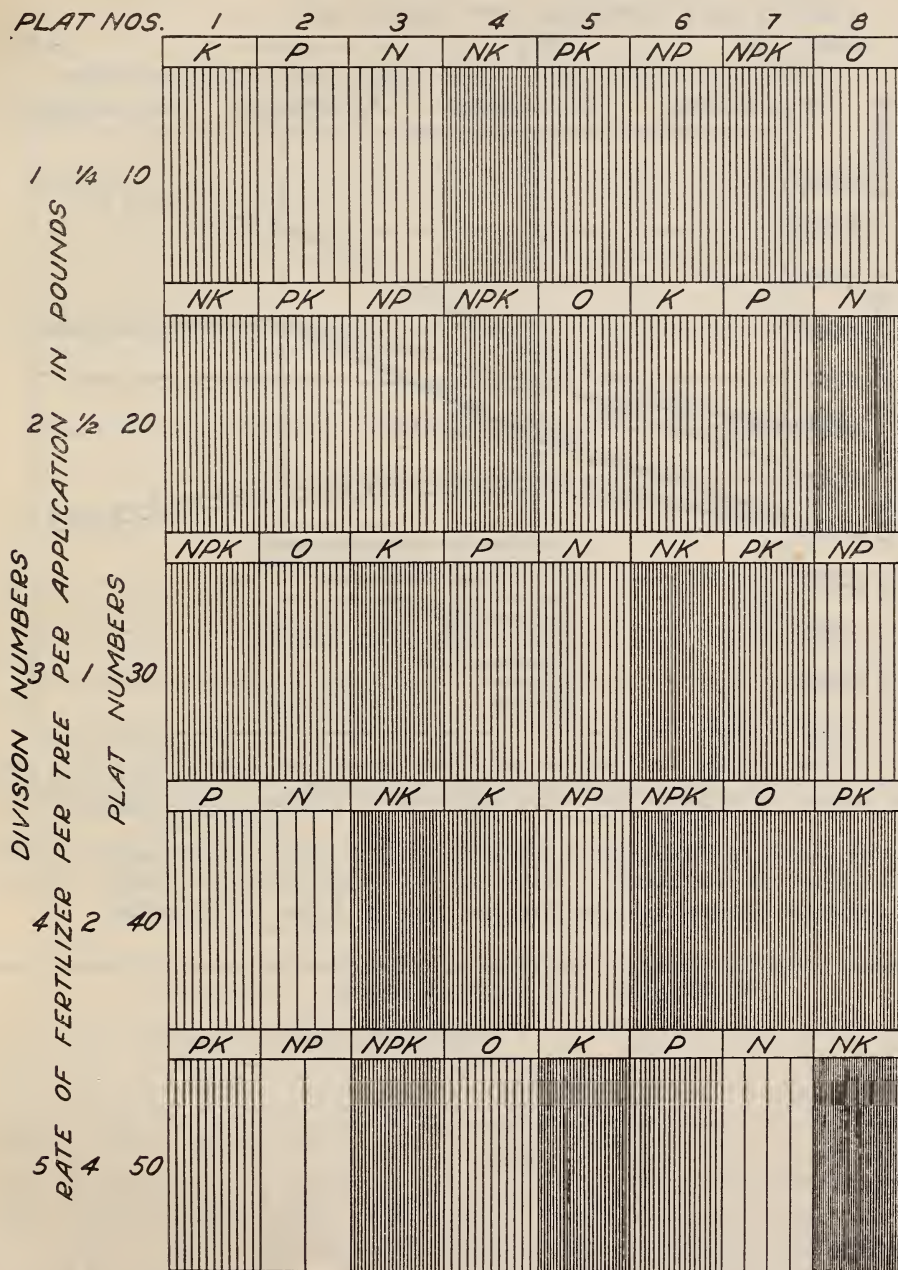 PLAT NOS. 1 2 3 4 5 6 7 8
K P N NK PK NP NPK O
1 1/4 10
NK PK NP NPK O K P N
2 1/2 20
NPK O K P N NK PK NP
3 1 30
P N NK K NP NPK O PK
4 2 40
PK NP NPK O K P N NK
5 4 50
DIVISION NUMBERS
RATE OF FERTILIZER PER TREE PER APPLICATION IN POUNDS
PLAT NUMBERS